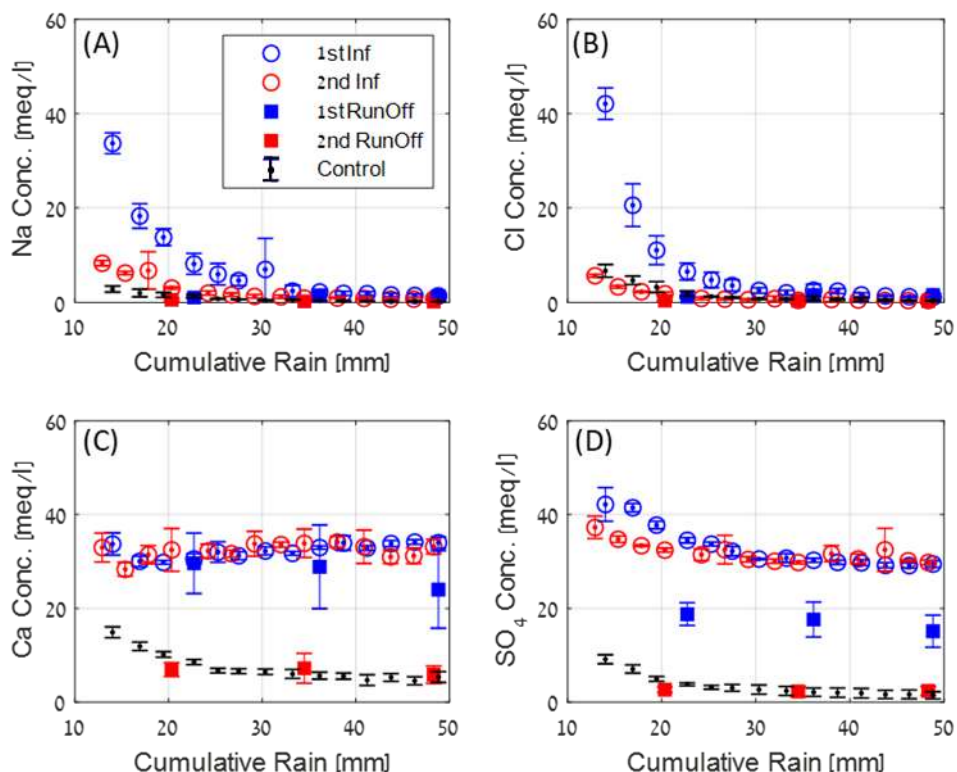 (A)
Na Conc. [meq/l]
60
40
20
0
10 20 30 40 50
Cumulative Rain [mm]
1stInf
2nd Inf
1stRunOff
2nd RunOff
Control
(B)
Cl Conc. [meq/l]
60
40
20
0
10 20 30 40 50
Cumulative Rain [mm]
(C)
Ca Conc. [meq/l]
60
40
20
0
10 20 30 40 50
Cumulative Rain [mm]
(D)
SO4 Conc. [meq/l]
60
40
20
0
10 20 30 40 50
Cumulative Rain [mm]